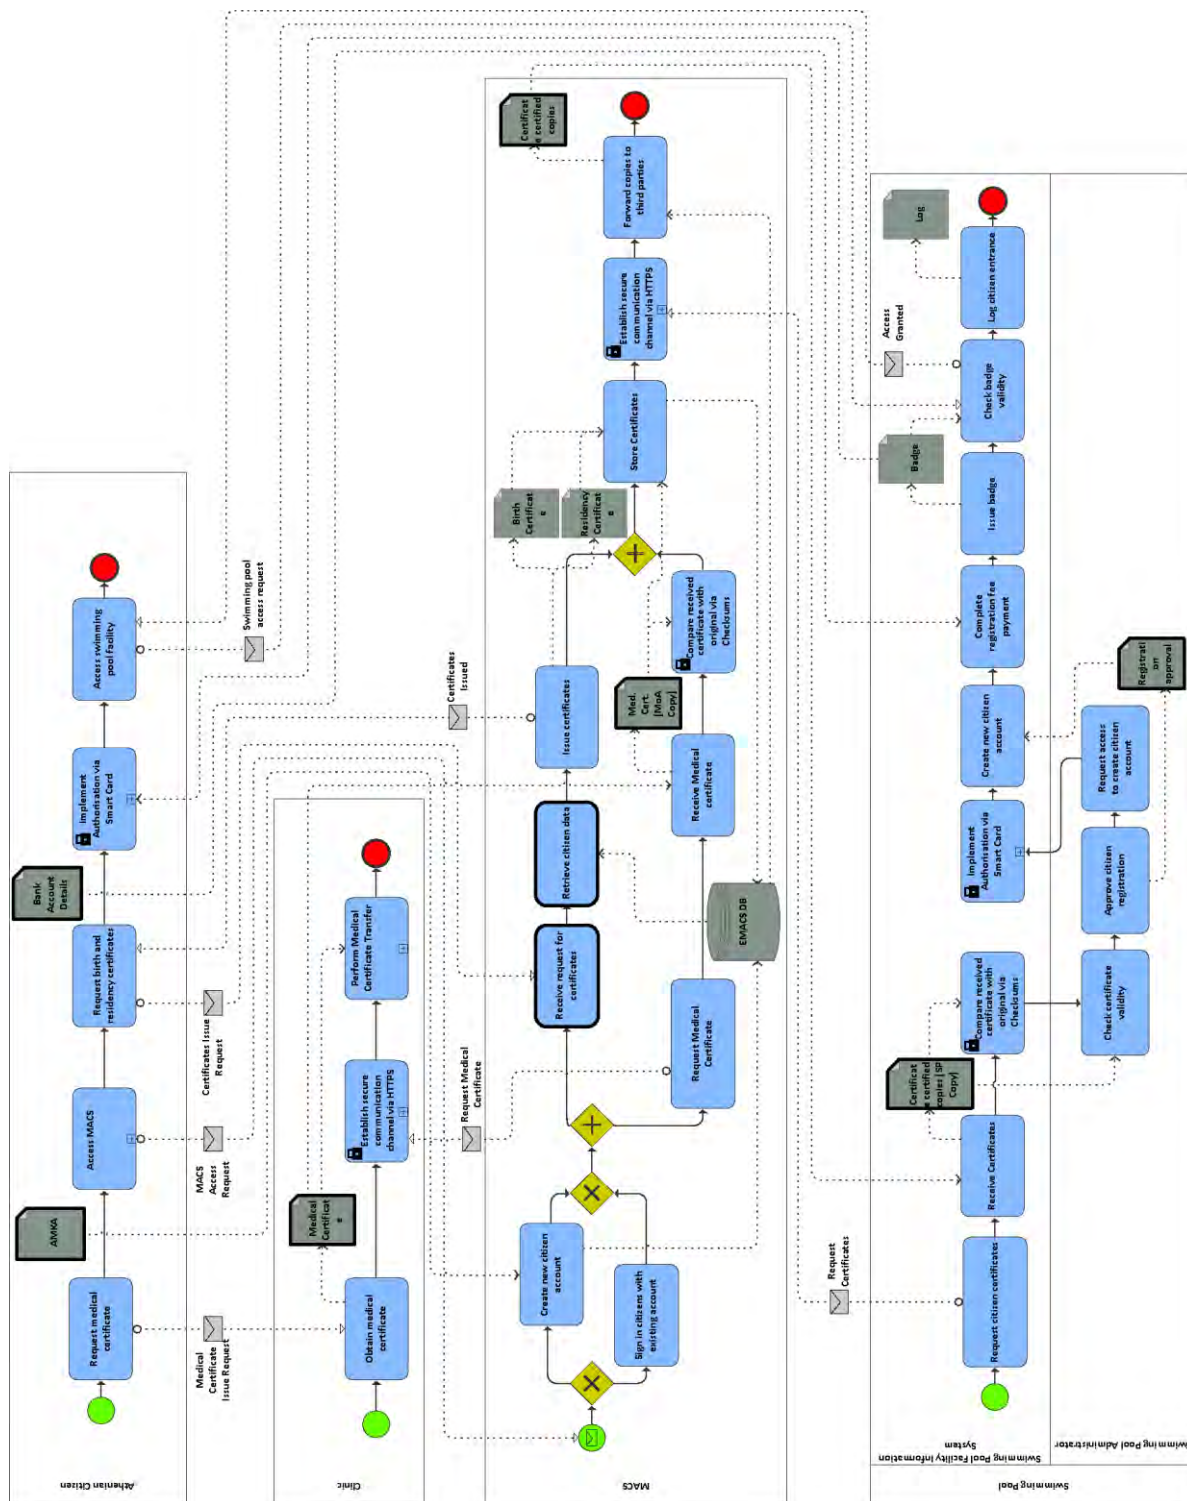 Athenian Citizen
Request medical
certificate
AMKA
Access MACS
Request birth and
residency certificates
Bank
Account
Details
Implement
Authorisation via
Smart Card
Access swimming
pool facility
Medical
Certificate
Issue Request
MACS
Access
Request
Certificates Issue
Request
Swimming pool
access request
Clinic
Obtain medical
certificate
Medical
Certificat
e
Establish secure
communication
channel via HTTPS
Perform Medical
Certificate Transfer
Request Medical
Certificate
Certificates
Issued
MACS
Create new citizen
account
Sign in citizens with
existing account
Receive request for
certificates
Retrieve citizen data
Issue certificates
Request Medical
Certificate
EMACS DB
Receive Medical
certificate
Med.
Cert.
[MoA
Copy]
Compare received
certificate with
original via
Checksums
Birth
Certificat
e
Residency
Certificat
e
Store Certificates
Establish secure
communication
channel via HTTPS
Forward copies to
third parties
Certificat
e certified
copies
Request
Certificates
Access
Granted
Swimming Pool
Swimming Pool Facility Information
System
Request citizen certificates
Receive Certificates
Certificat
e certified
copies [SP
Copy]
Compare received
certificate with
original via
Checksums
Implement
Authorisation via
Smart Card
Create new citizen
account
Complete
registration fee
payment
Issue badge
Badge
Check badge
validity
Log citizen entrance
Log
Swimming Pool Administrator
Check certificate
validity
Approve citizen
registration
Request access
to create citizen
account
Registrati
on
approval